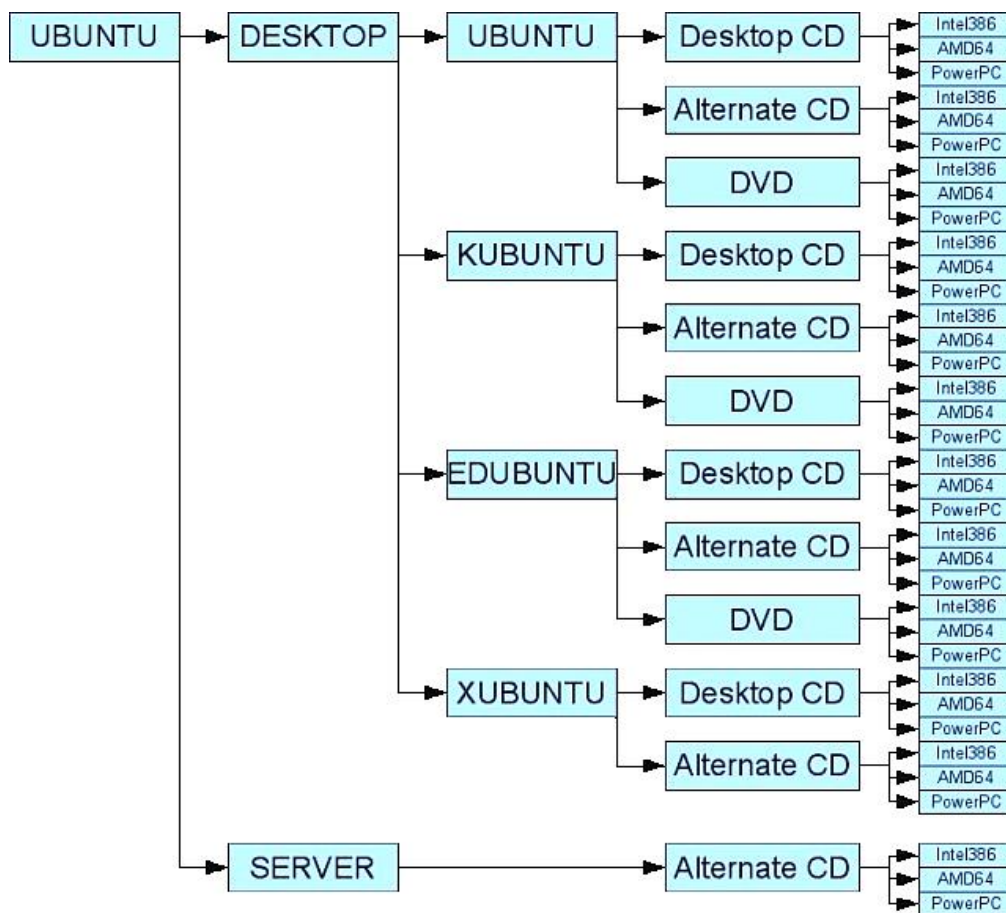 UBUNTU
DESKTOP
UBUNTU
Desktop CD
Intel386
AMD64
PowerPC
Alternate CD
Intel386
AMD64
PowerPC
DVD
Intel386
AMD64
PowerPC
KUBUNTU
Desktop CD
Intel386
AMD64
PowerPC
Alternate CD
Intel386
AMD64
PowerPC
DVD
Intel386
AMD64
PowerPC
EDUBUNTU
Desktop CD
Intel386
AMD64
PowerPC
Alternate CD
Intel386
AMD64
PowerPC
DVD
Intel386
AMD64
PowerPC
XUBUNTU
Desktop CD
Intel386
AMD64
PowerPC
Alternate CD
Intel386
AMD64
PowerPC
SERVER
Alternate CD
Intel386
AMD64
PowerPC